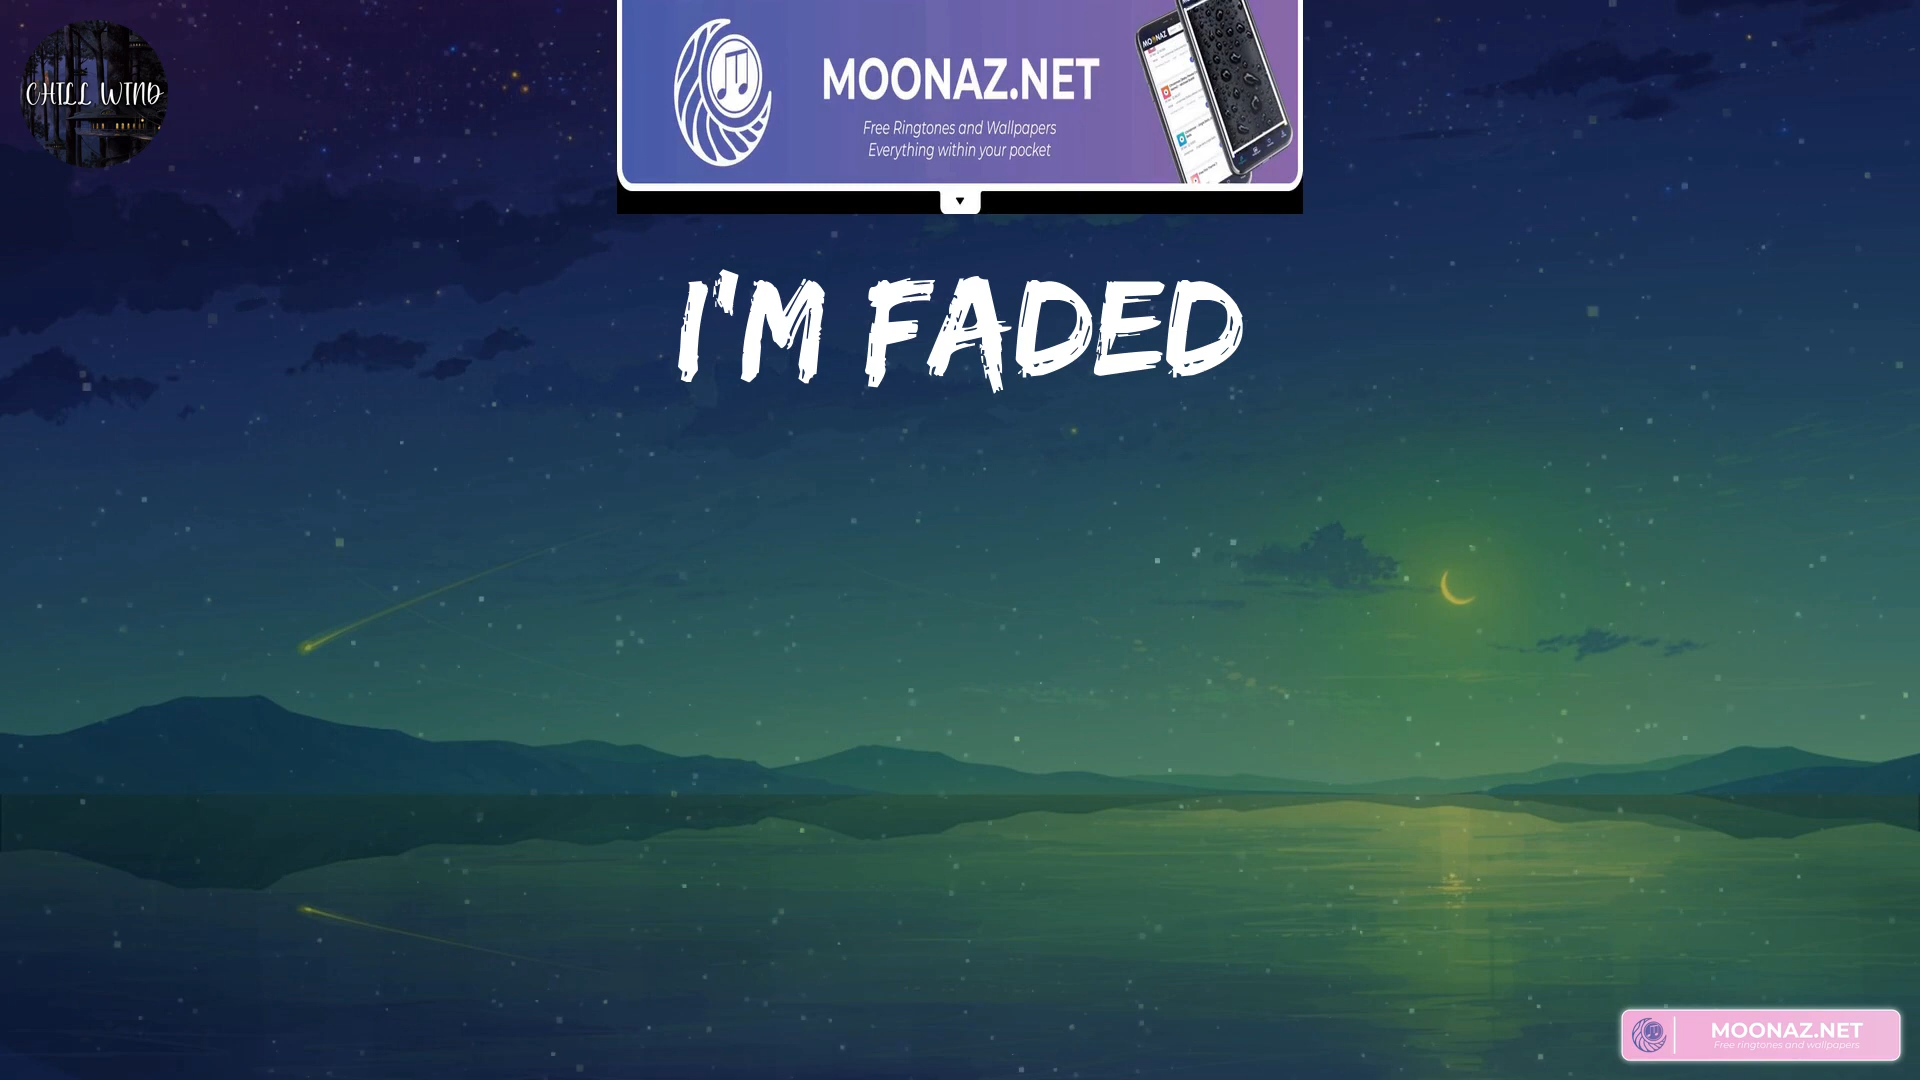 CHILL WIND
MOONAZ.NET
Free Ringtones and Wallpapers
Everything within your pocket
MOONAZ
I'M FADED
MOONAZ.NET
Free ringtones and wallpapers